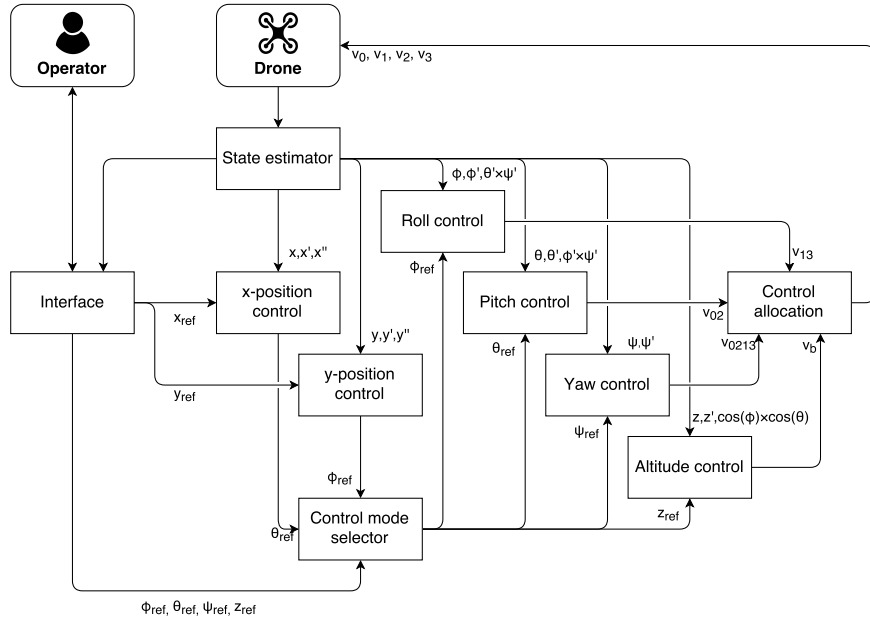 Operator
Drone
v0, v1, v2, v3
State estimator
ϕ,ϕ',θ'×ψ'
Roll control
x,x',x''
θ,θ',ϕ'×ψ'
v13
ϕref
Interface
x-position
control
Pitch control
Control
allocation
xref
v02
y,y',y''
θref
ψ,ψ'
v0213
vb
y-position
control
Yaw control
yref
z,z',cos(ϕ)×cos(θ)
ψref
Altitude control
ϕref
Control mode
selector
θref
zref
ϕref, θref, ψref, zref